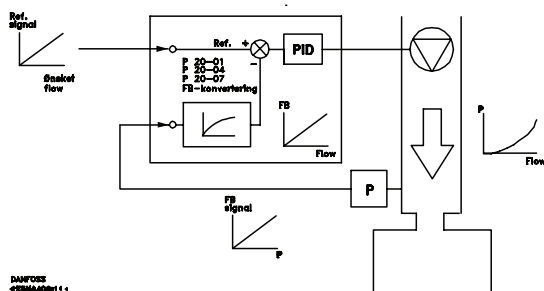 Ref.
signal
Ønsket
flow
Ref.
+
−
PID
P 20-01
P 20-04
P 20-07
FB-konvertering
FB
Flow
P
Flow
P
FB
signal
P
DANFOSS